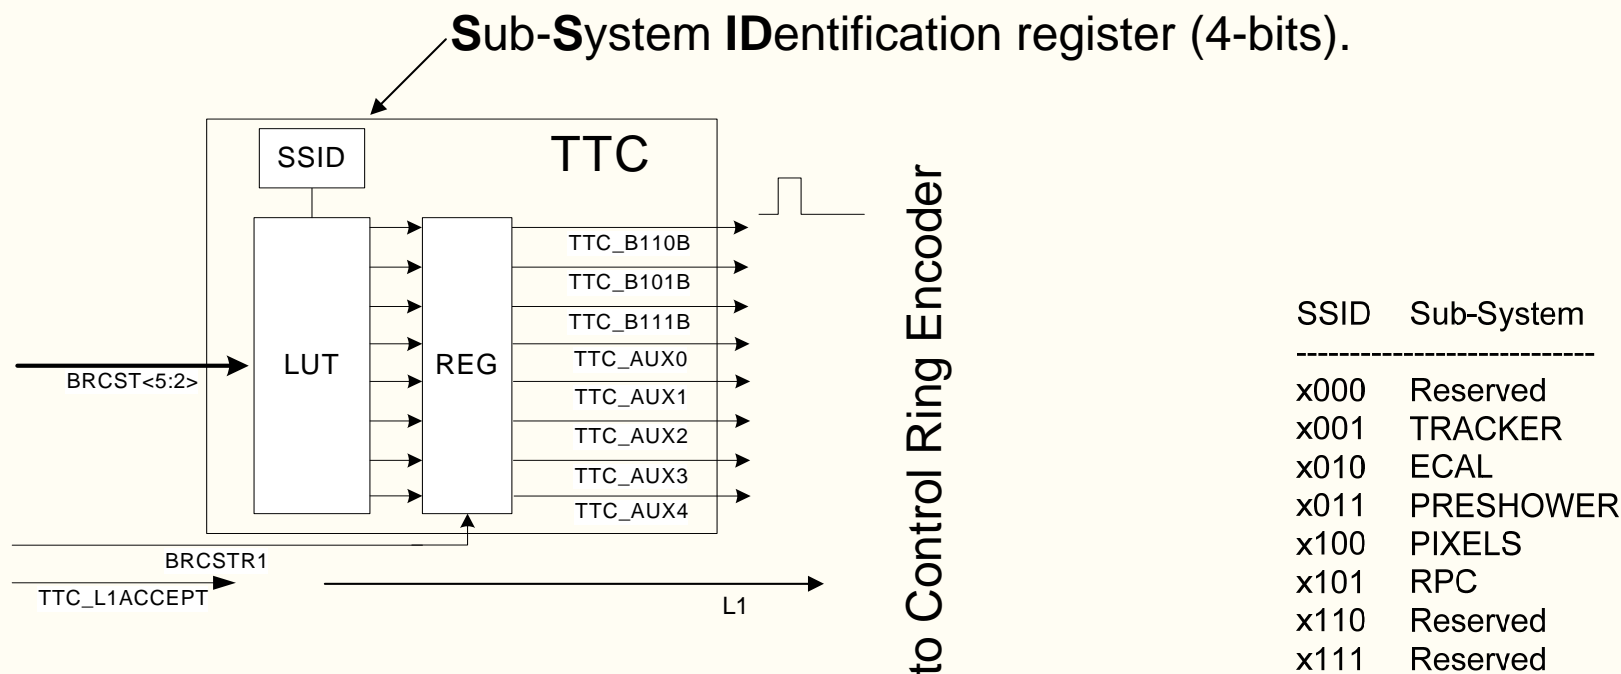 Sub-System IDentification register (4-bits).
SSID
TTC
TTC_B110B
TTC_B101B
TTC_B111B
TTC_AUX0
TTC_AUX1
TTC_AUX2
TTC_AUX3
TTC_AUX4
LUT
REG
BRCST<5:2>
BRCSTR1
TTC_L1ACCEPT
L1
to Control Ring Encoder
SSID Sub-System
----------------------------
x000 Reserved
x001 TRACKER
x010 ECAL
x011 PRESHOWER
x100 PIXELS
x101 RPC
x110 Reserved
x111 Reserved